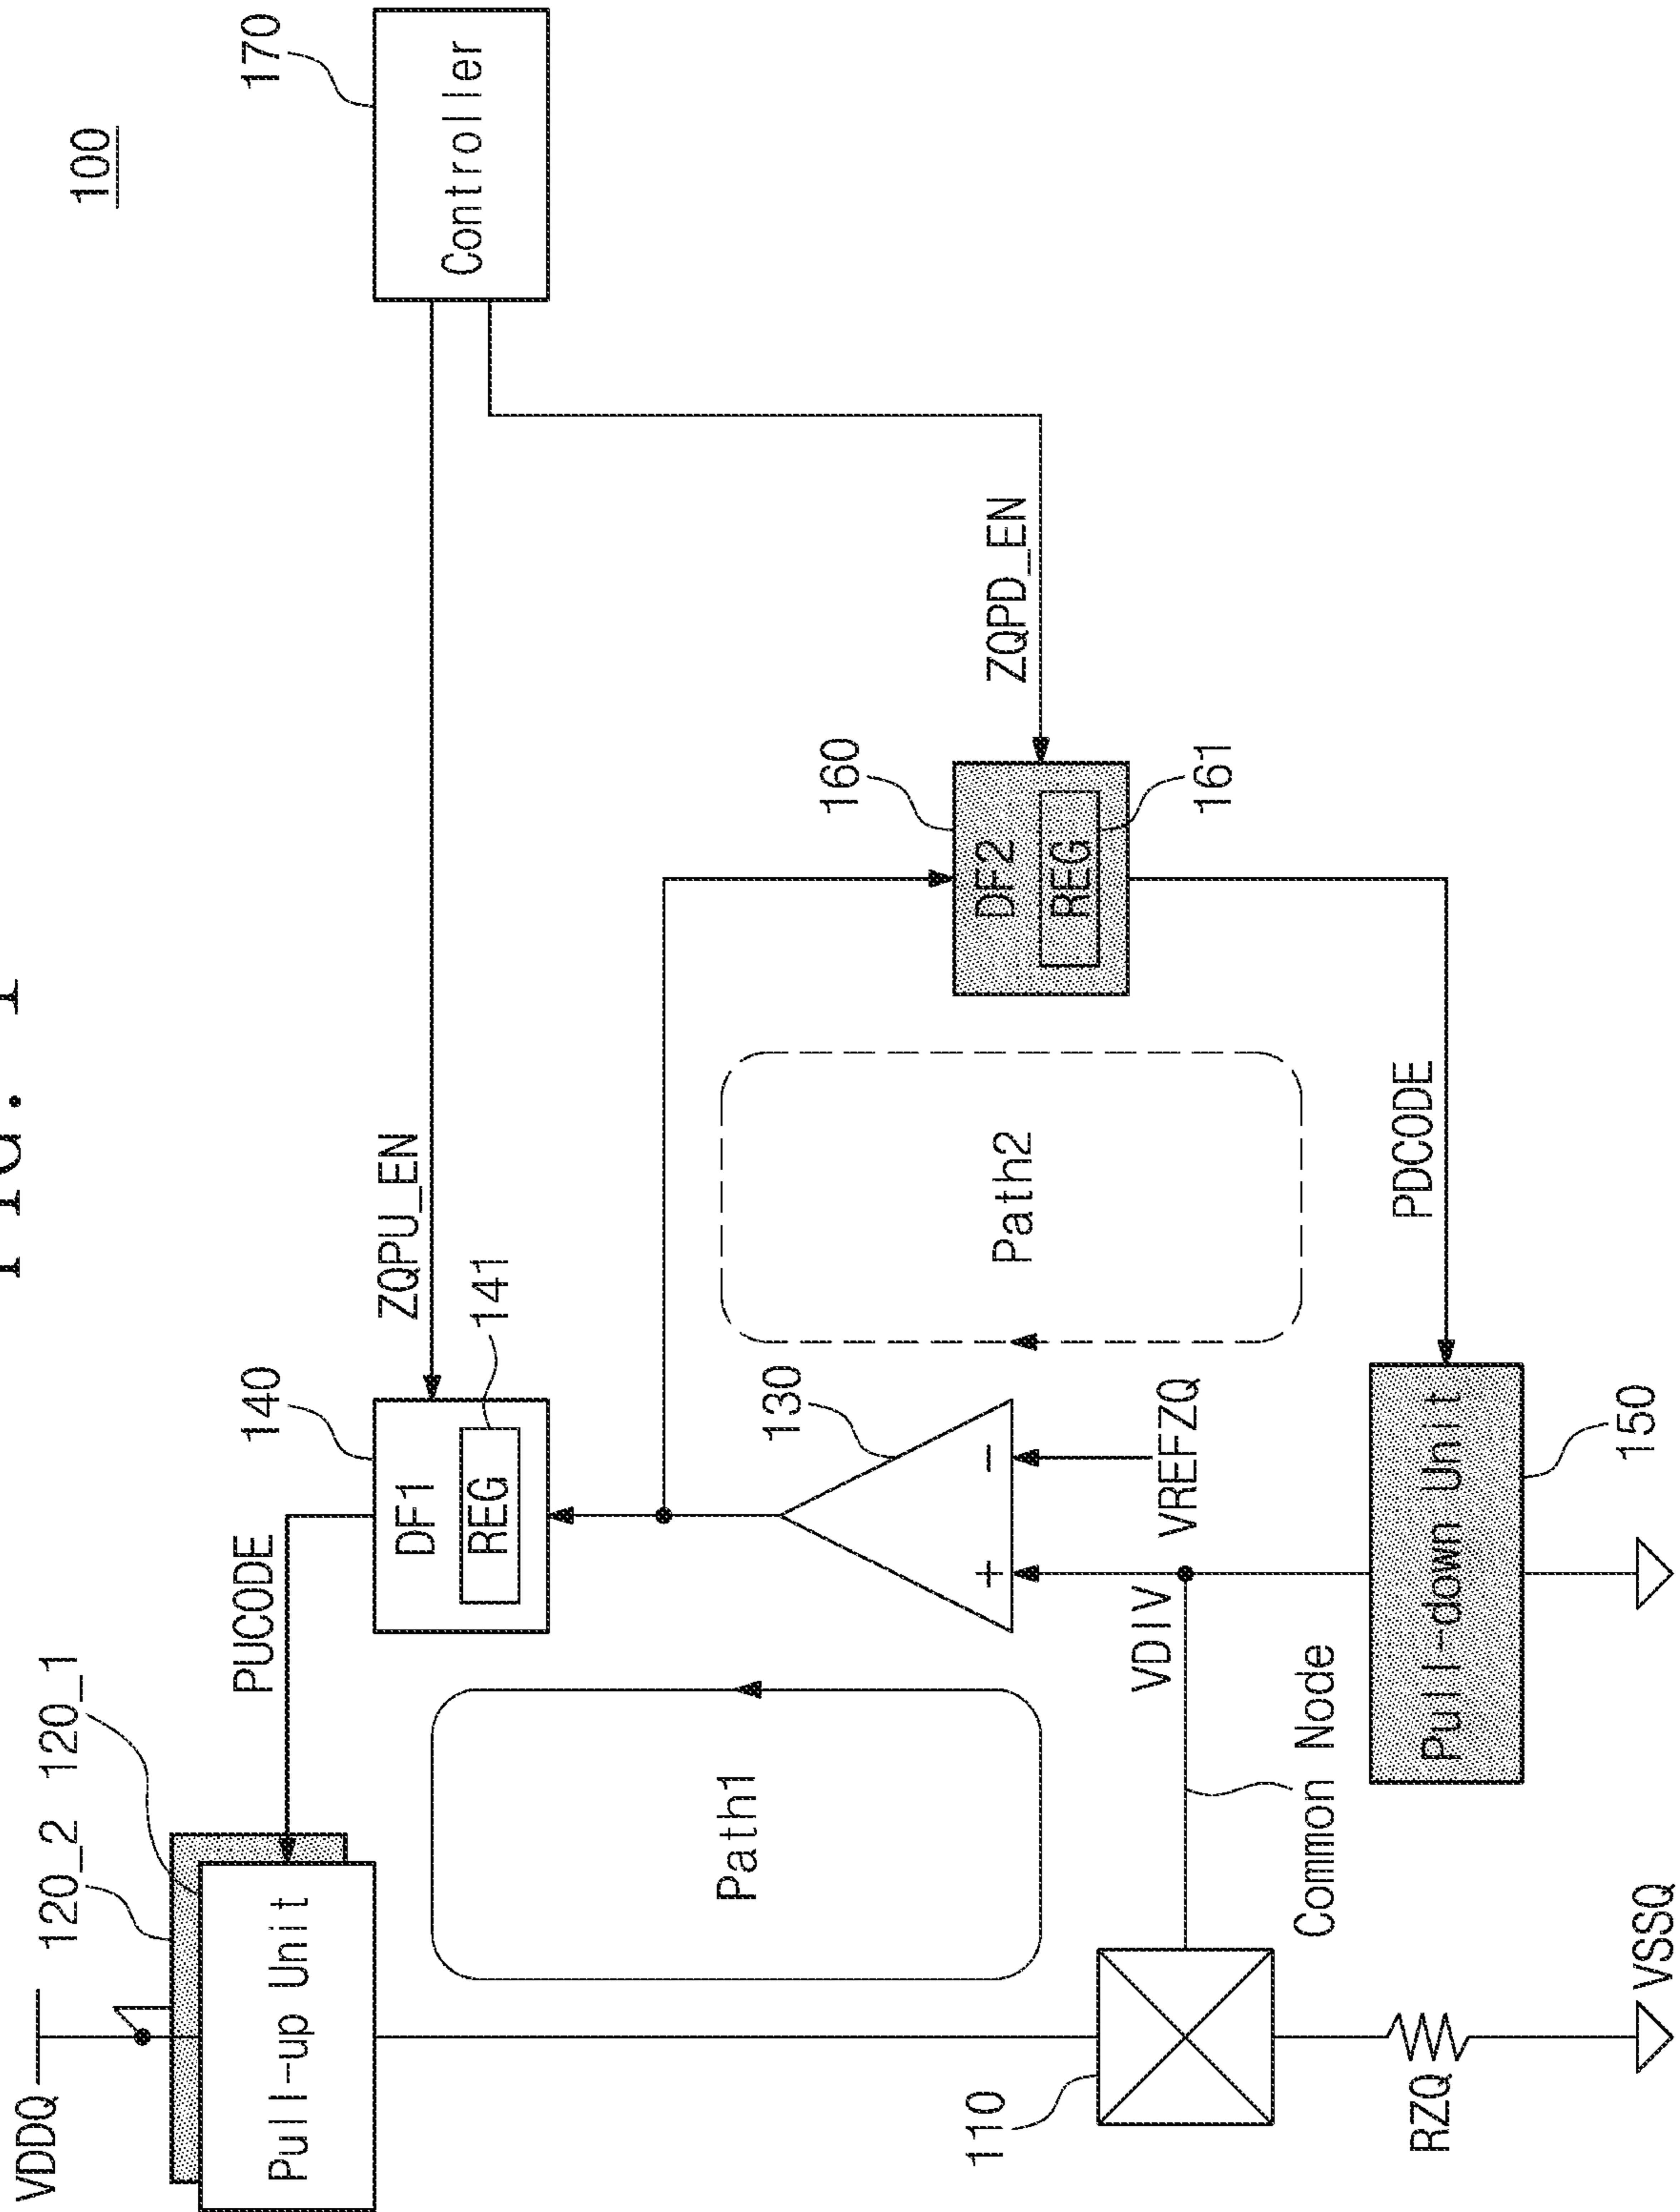 FIG. 1
100
VDDQ
120_2
120_1
Pull-up Unit
PUCODE
140
DF1
REG
141
ZQPU_EN
170
Controller
Path1
130
+
-
VREFZQ
VDIV
Path2
160
DF2
REG
161
ZQPD_EN
110
Common Node
PDCODE
Pull-down Unit
150
RZQ
VSSQ